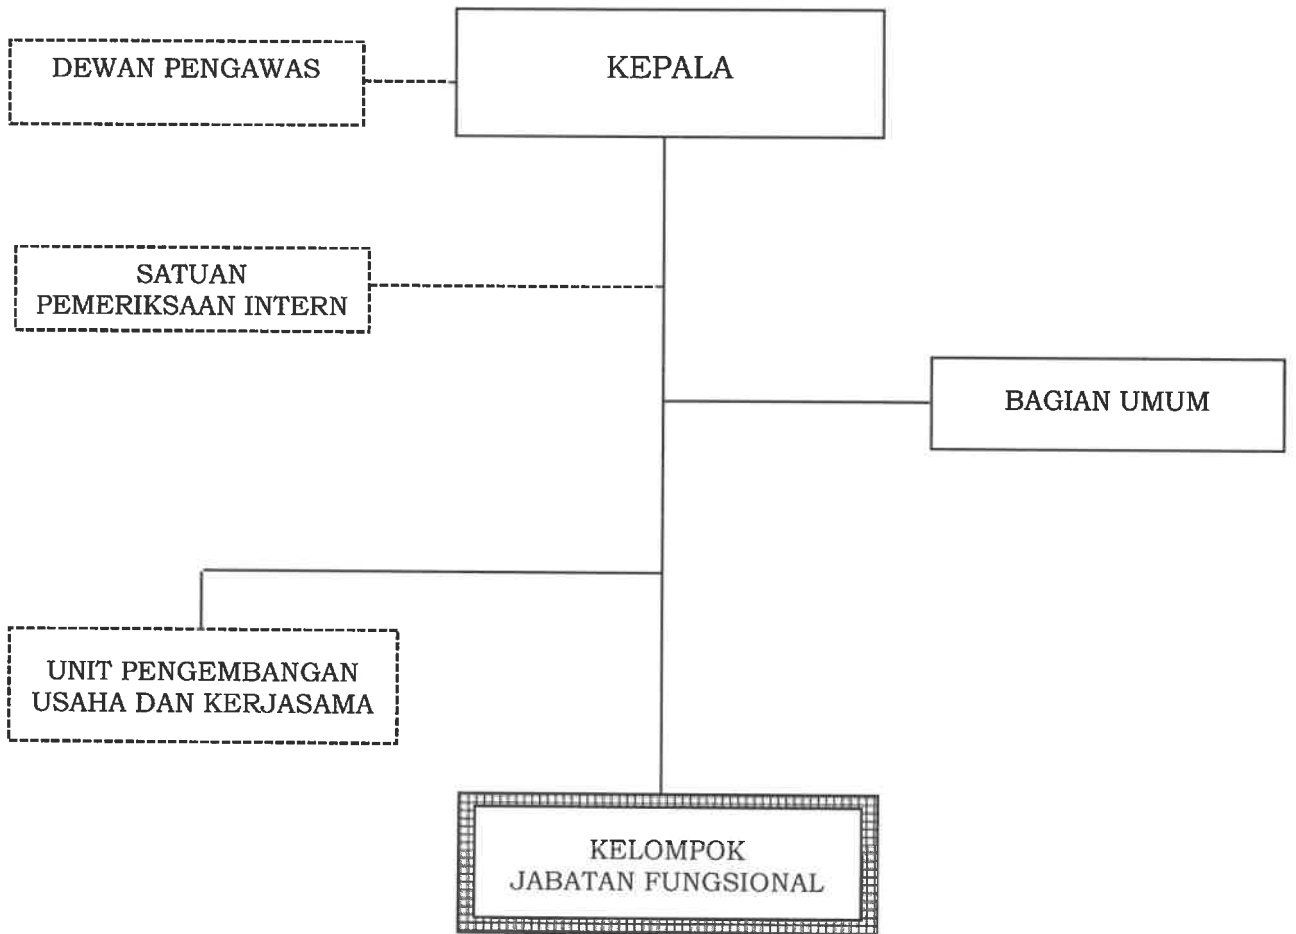 DEWAN PENGAWAS
KEPALA
SATUAN
PEMERIKSAAN INTERN
BAGIAN UMUM
UNIT PENGEMBANGAN
USAHA DAN KERJASAMA
KELOMPOK
JABATAN FUNGSIONAL